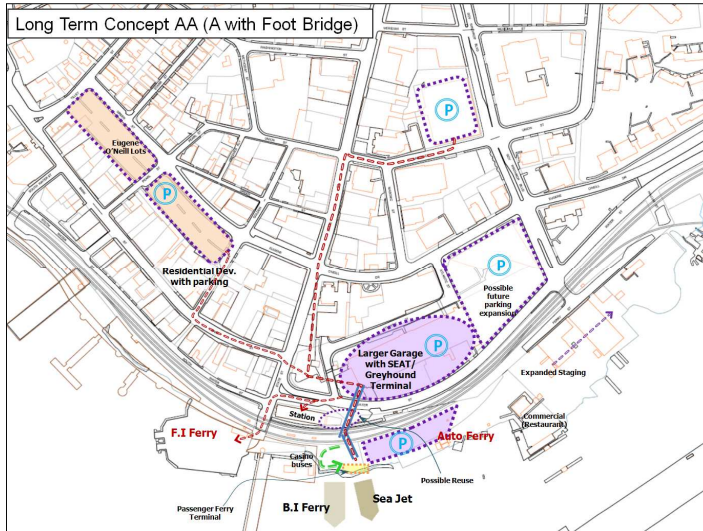 Long Term Concept AA (A with Foot Bridge)
P
Eugene
O'Neill Lots
P
Residential Dev.
with parking
P
Possible
future
parking
expansion
Larger Garage
with SEAT/
Greyhound
Terminal
P
Expanded Staging
Station
F.I Ferry
Auto Ferry
Commercial
(Restaurant)
P
Casino
buses
Possible Reuse
Passenger Ferry
Terminal
B.I Ferry
Sea Jet